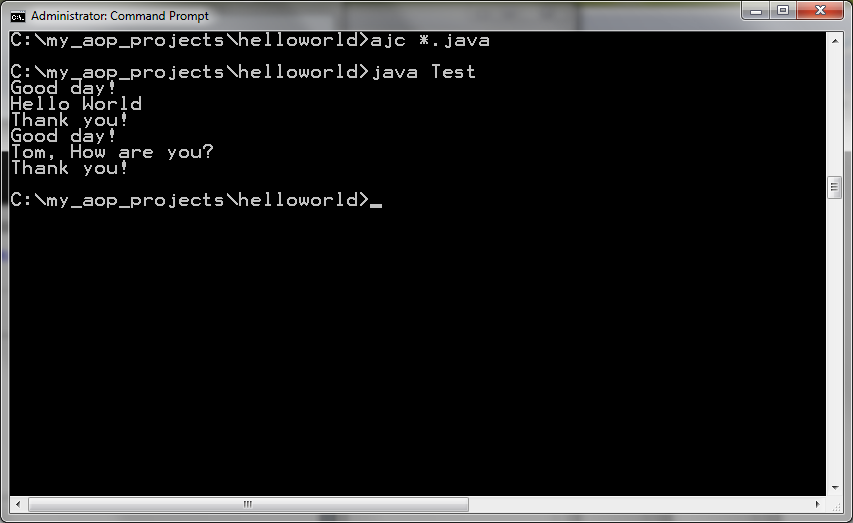 Administrator: Command Prompt
C:\my_aop_projects\helloworld>ajc *.java
C:\my_aop_projects\helloworld>java Test
Good day!
Hello World
Thank you!
Good day!
Tom, How are you?
Thank you!
C:\my_aop_projects\helloworld>_